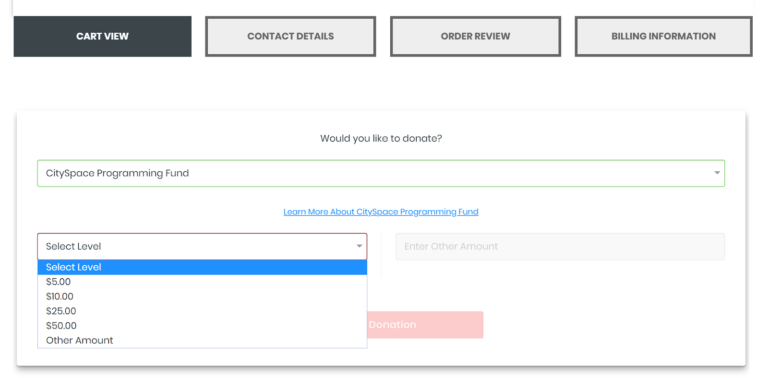 CART VIEW
CONTACT DETAILS
ORDER REVIEW
BILLING INFORMATION
Would you like to donate?
CitySpace Programming Fund
Learn More About CitySpace Programming Fund
Select Level
Enter Other Amount
Select Level
$5.00
$10.00
$25.00
$50.00
Other Amount
Donation